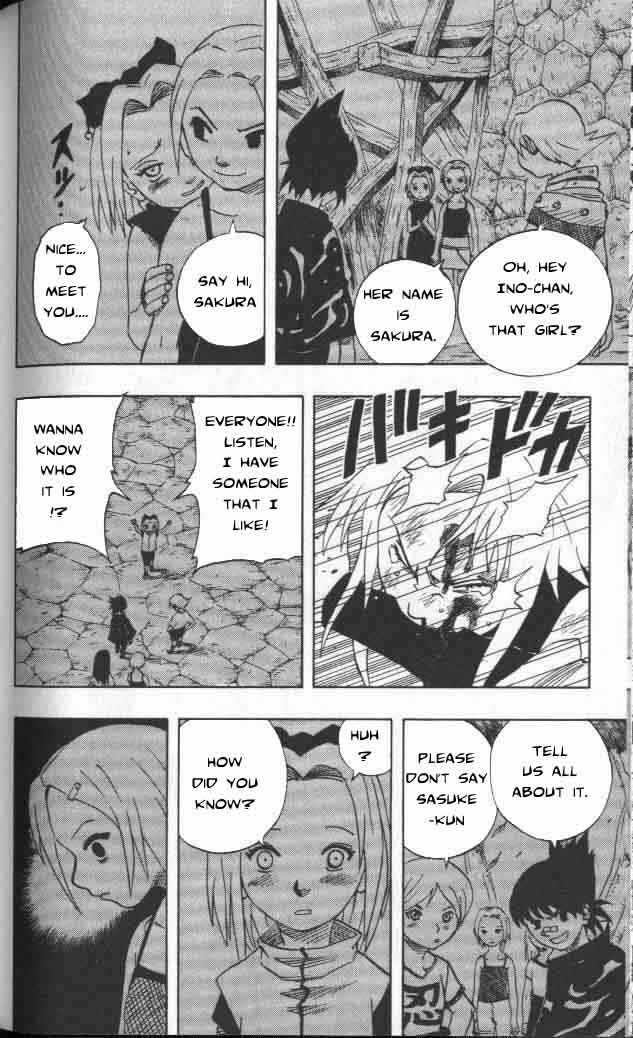 OH, HEY
INO-CHAN,
WHO'S
THAT GIRL?
HER NAME
IS
SAKURA.
SAY HI,
SAKURA
NICE...
TO
MEET
YOU....
スッ…
バキ
ドカ
EVERYONE!!
LISTEN,
I HAVE
SOMEONE
THAT I
LIKE!
WANNA
KNOW
WHO
IT IS
!?
TELL
US ALL
ABOUT IT.
PLEASE
DON'T SAY
SASUKE
-KUN
忍
HUH
?
HOW
DID YOU
KNOW?